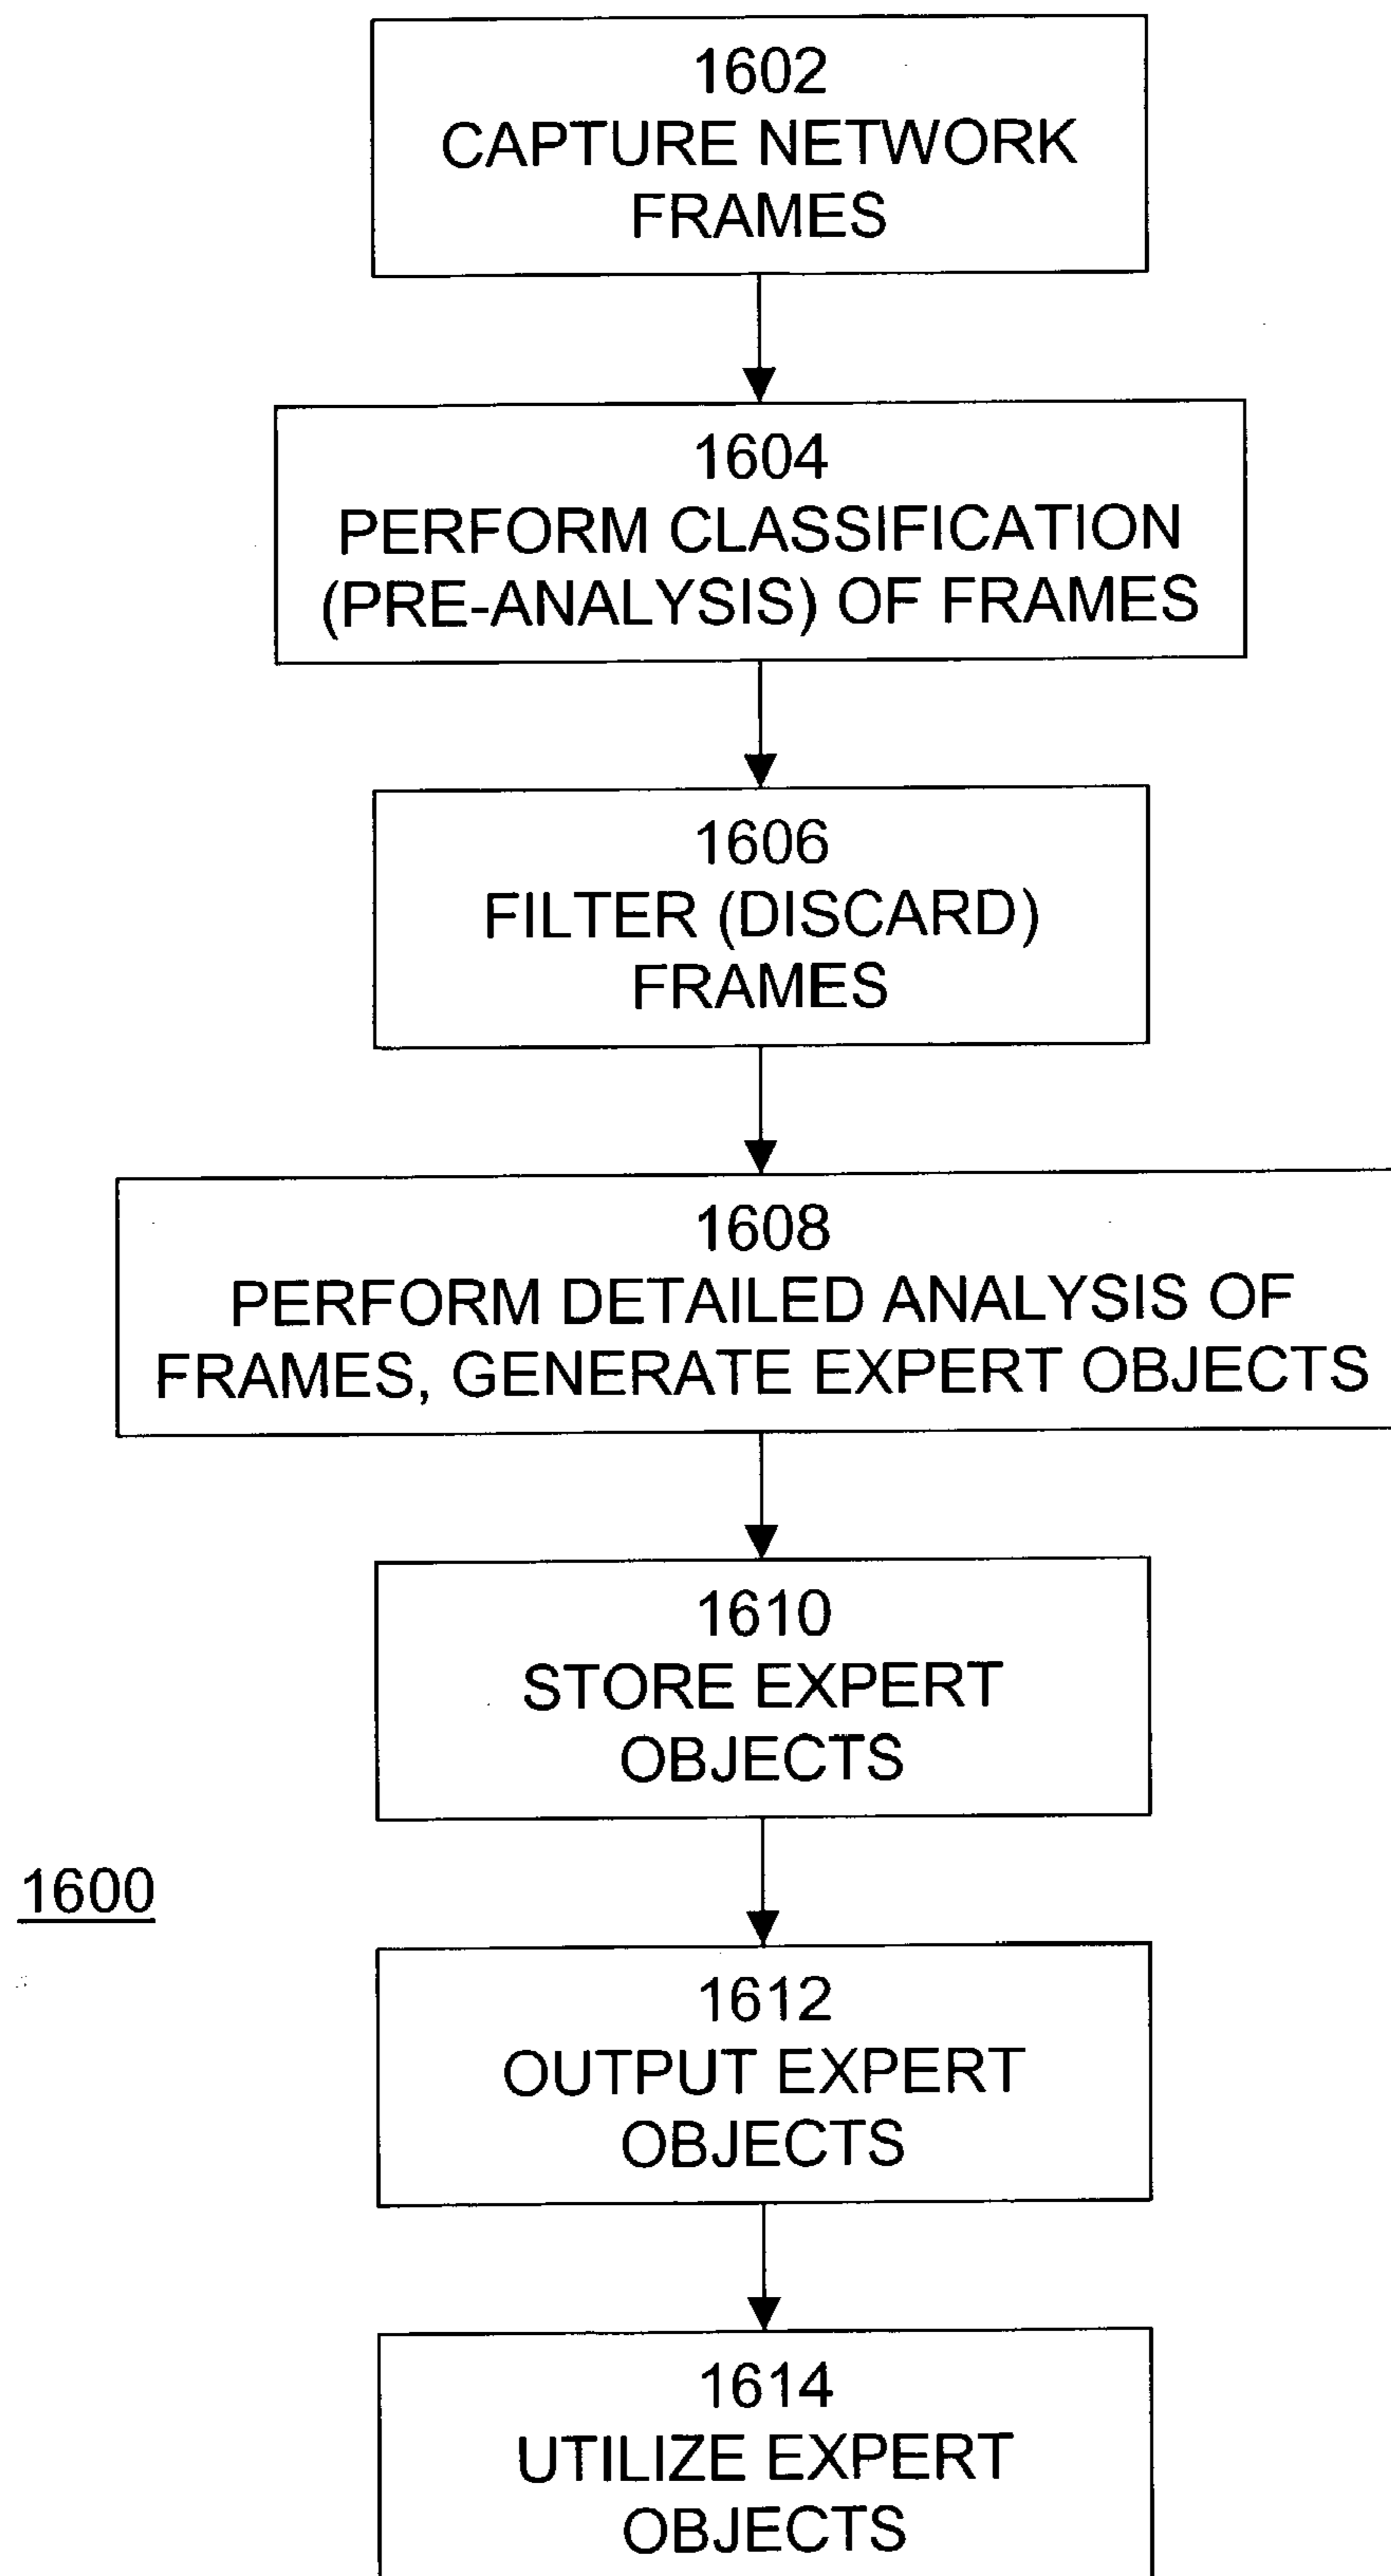 1602
CAPTURE NETWORK
FRAMES
1604
PERFORM CLASSIFICATION
(PRE-ANALYSIS) OF FRAMES
1606
FILTER (DISCARD)
FRAMES
1608
PERFORM DETAILED ANALYSIS OF
FRAMES, GENERATE EXPERT OBJECTS
1610
STORE EXPERT
OBJECTS
1600
1612
OUTPUT EXPERT
OBJECTS
1614
UTILIZE EXPERT
OBJECTS